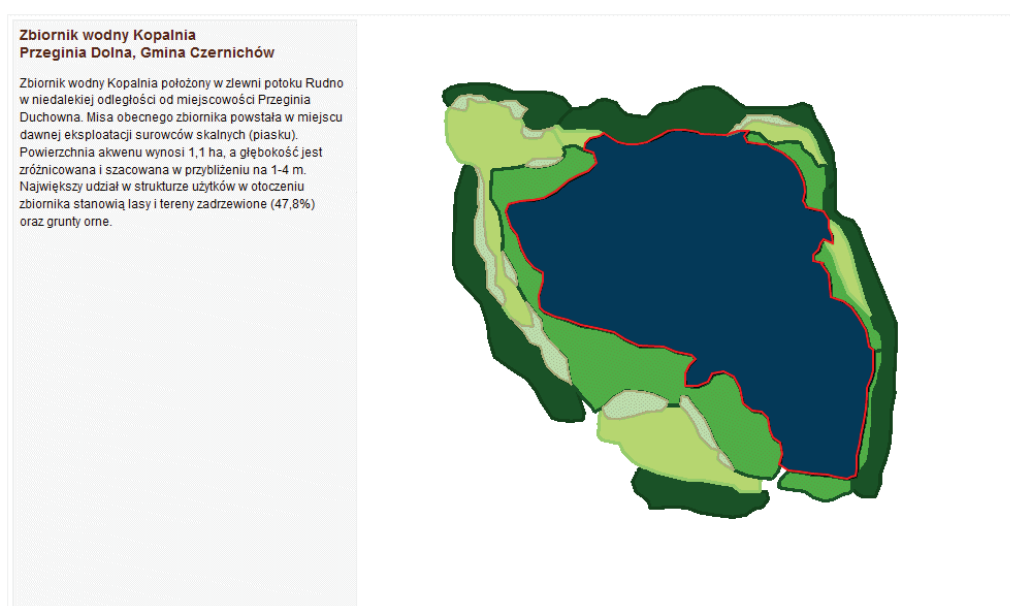 Zbiornik wodny Kopalnia
Przeginia Dolna, Gmina Czernichów
Zbiornik wodny Kopalnia położony w zlewni potoku Rudno
w niedalekiej odległości od miejscowości Przeginia
Duchowna. Misa obecnego zbiornika powstała w miejscu
dawnej eksploatacji surowców skalnych (piasku).
Powierzchnia akwenu wynosi 1,1 ha, a głębokość jest
zróżnicowana i szacowana w przybliżeniu na 1-4 m.
Największy udział w strukturze użytków w otoczeniu
zbiornika stanowią lasy i tereny zadrzewione (47,8%)
oraz grunty orne.